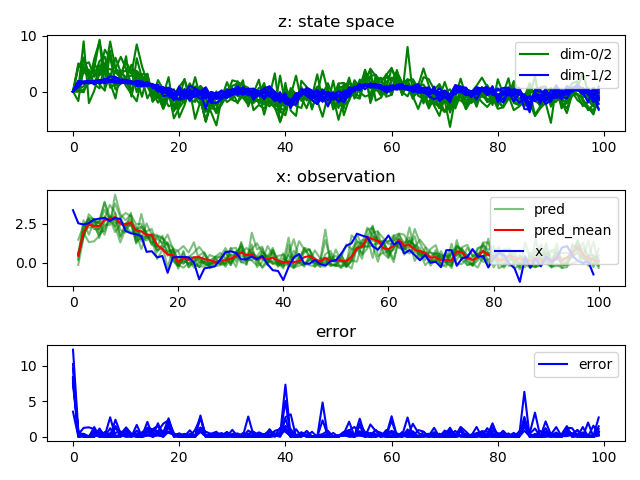 z: state space
10
0
dim-0/2
dim-1/2
0 20 40 60 80 100
x: observation
2.5
0.0
pred
pred_mean
x
0 20 40 60 80 100
error
10
5
0
error
0 20 40 60 80 100